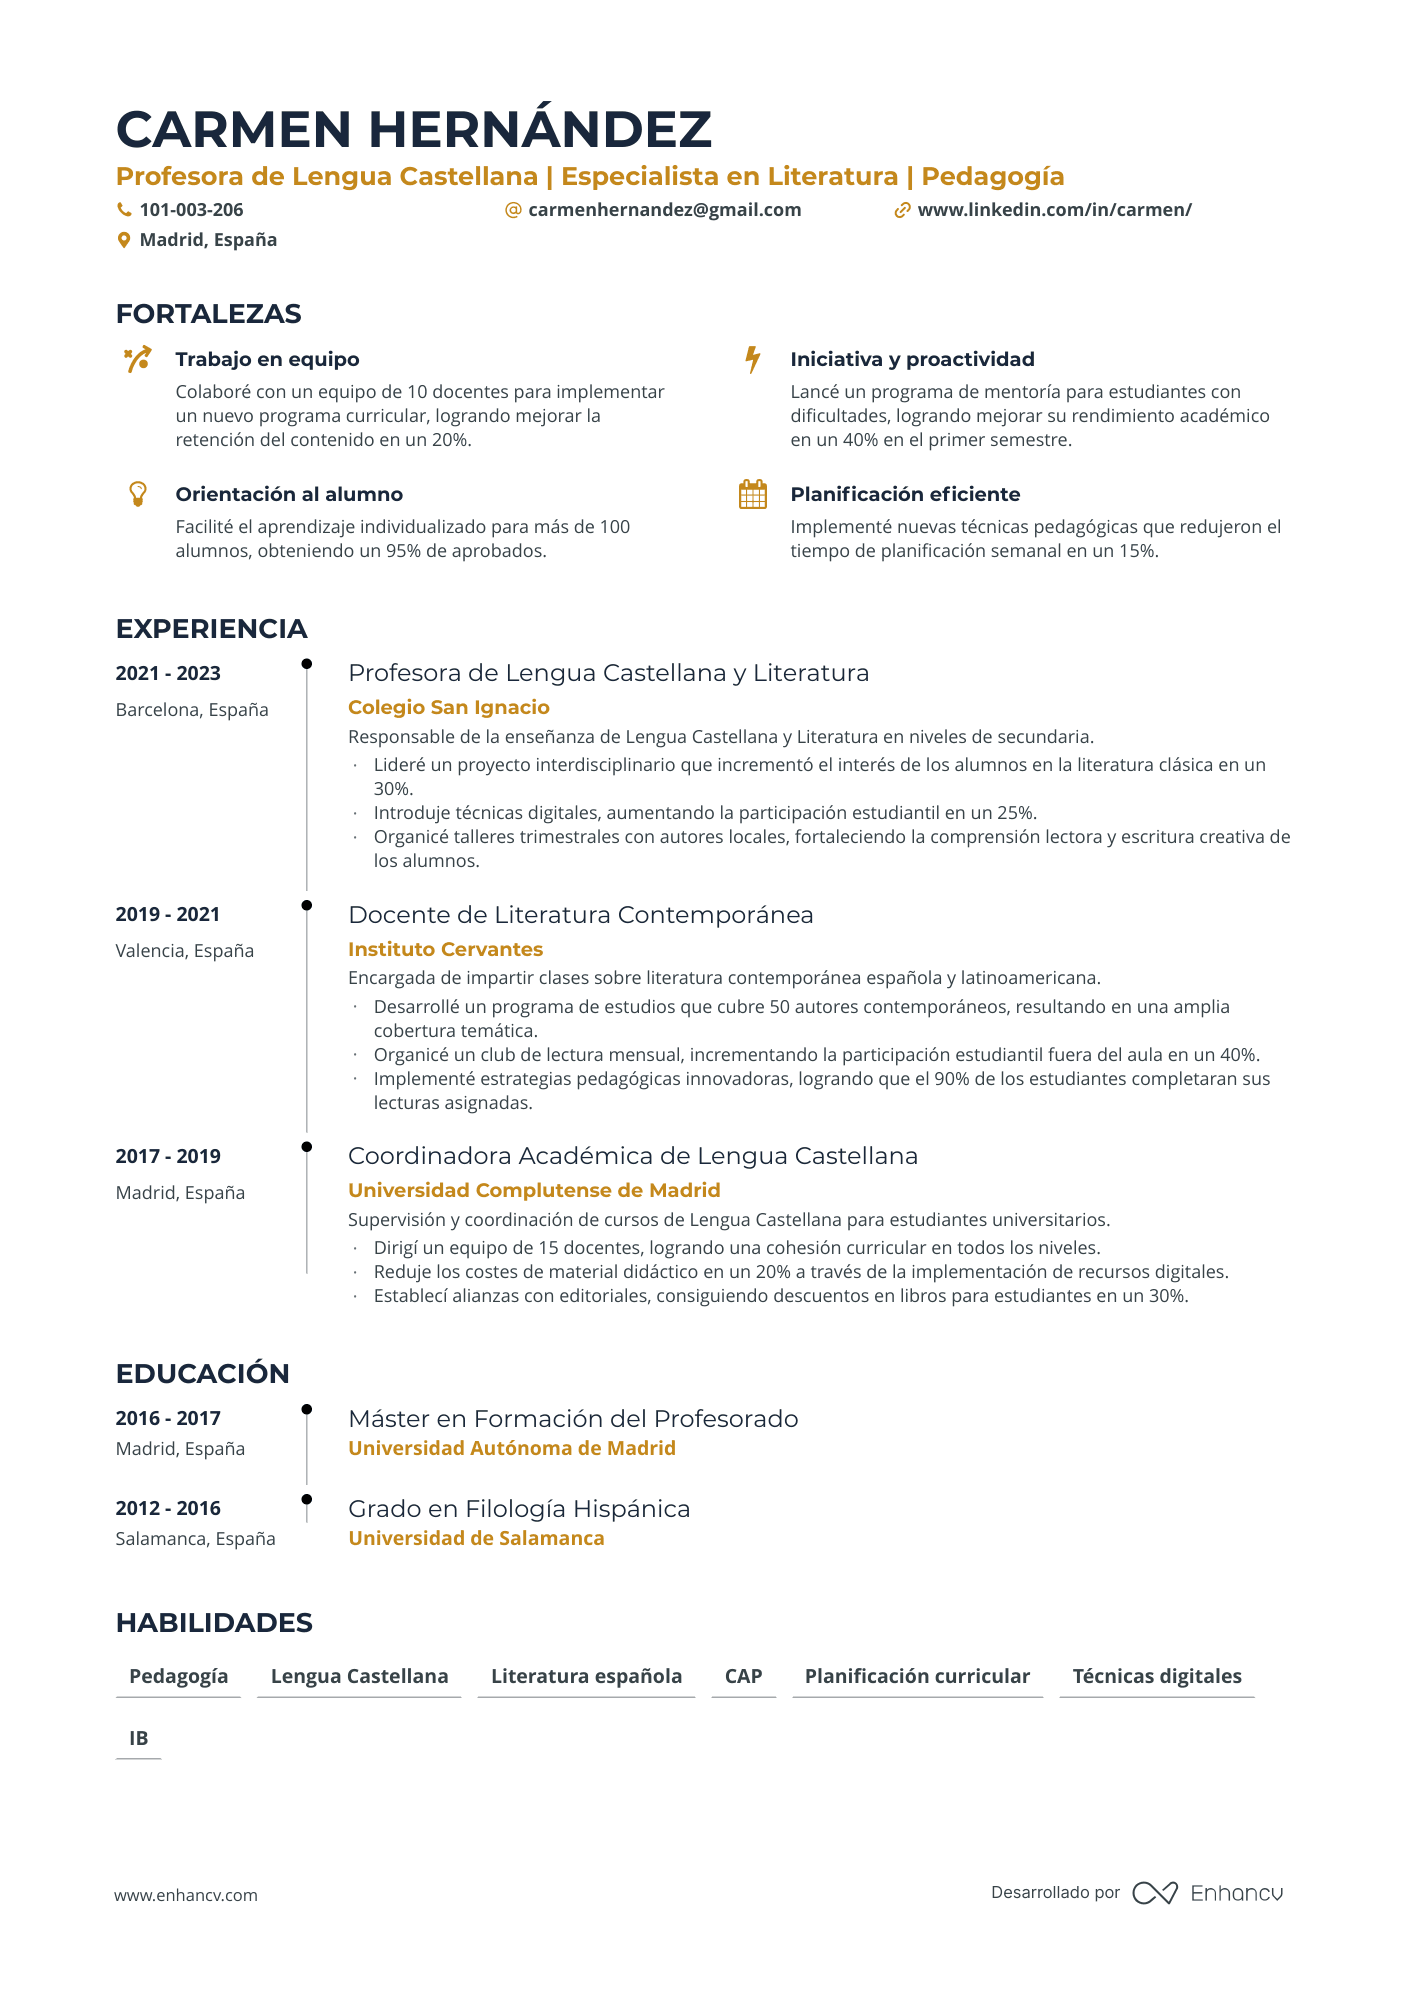 CARMEN HERNÁNDEZ
Profesora de Lengua Castellana | Especialista en Literatura | Pedagogía
101-003-206
carmenhernandez@gmail.com
www.linkedin.com/in/carmen/
Madrid, España
FORTALEZAS
Trabajo en equipo
Colaboré con un equipo de 10 docentes para implementar
un nuevo programa curricular, logrando mejorar la
retención del contenido en un 20%.
Iniciativa y proactividad
Lancé un programa de mentoría para estudiantes con
dificultades, logrando mejorar su rendimiento académico
en un 40% en el primer semestre.
Orientación al alumno
Facilité el aprendizaje individualizado para más de 100
alumnos, obteniendo un 95% de aprobados.
Planificación eficiente
Implementé nuevas técnicas pedagógicas que redujeron el
tiempo de planificación semanal en un 15%.
EXPERIENCIA
2021 - 2023
Barcelona, España
Profesora de Lengua Castellana y Literatura
Colegio San Ignacio
Responsable de la enseñanza de Lengua Castellana y Literatura en niveles de secundaria.
· Lideré un proyecto interdisciplinario que incrementó el interés de los alumnos en la literatura clásica en un
30%.
· Introduje técnicas digitales, aumentando la participación estudiantil en un 25%.
· Organicé talleres trimestrales con autores locales, fortaleciendo la comprensión lectora y escritura creativa de
los alumnos.
2019 - 2021
Valencia, España
Docente de Literatura Contemporánea
Instituto Cervantes
Encargada de impartir clases sobre literatura contemporánea española y latinoamericana.
· Desarrollé un programa de estudios que cubre 50 autores contemporáneos, resultando en una amplia
cobertura temática.
· Organicé un club de lectura mensual, incrementando la participación estudiantil fuera del aula en un 40%.
· Implementé estrategias pedagógicas innovadoras, logrando que el 90% de los estudiantes completaran sus
lecturas asignadas.
2017 - 2019
Madrid, España
Coordinadora Académica de Lengua Castellana
Universidad Complutense de Madrid
Supervisión y coordinación de cursos de Lengua Castellana para estudiantes universitarios.
· Dirigí un equipo de 15 docentes, logrando una cohesión curricular en todos los niveles.
· Reduje los costes de material didáctico en un 20% a través de la implementación de recursos digitales.
· Establecí alianzas con editoriales, consiguiendo descuentos en libros para estudiantes en un 30%.
EDUCACIÓN
2016 - 2017
Madrid, España
Máster en Formación del Profesorado
Universidad Autónoma de Madrid
2012 - 2016
Salamanca, España
Grado en Filología Hispánica
Universidad de Salamanca
HABILIDADES
Pedagogía
Lengua Castellana
Literatura española
CAP
Planificación curricular
Técnicas digitales
IB
www.enhancv.com
Desarrollado por
Enhancv